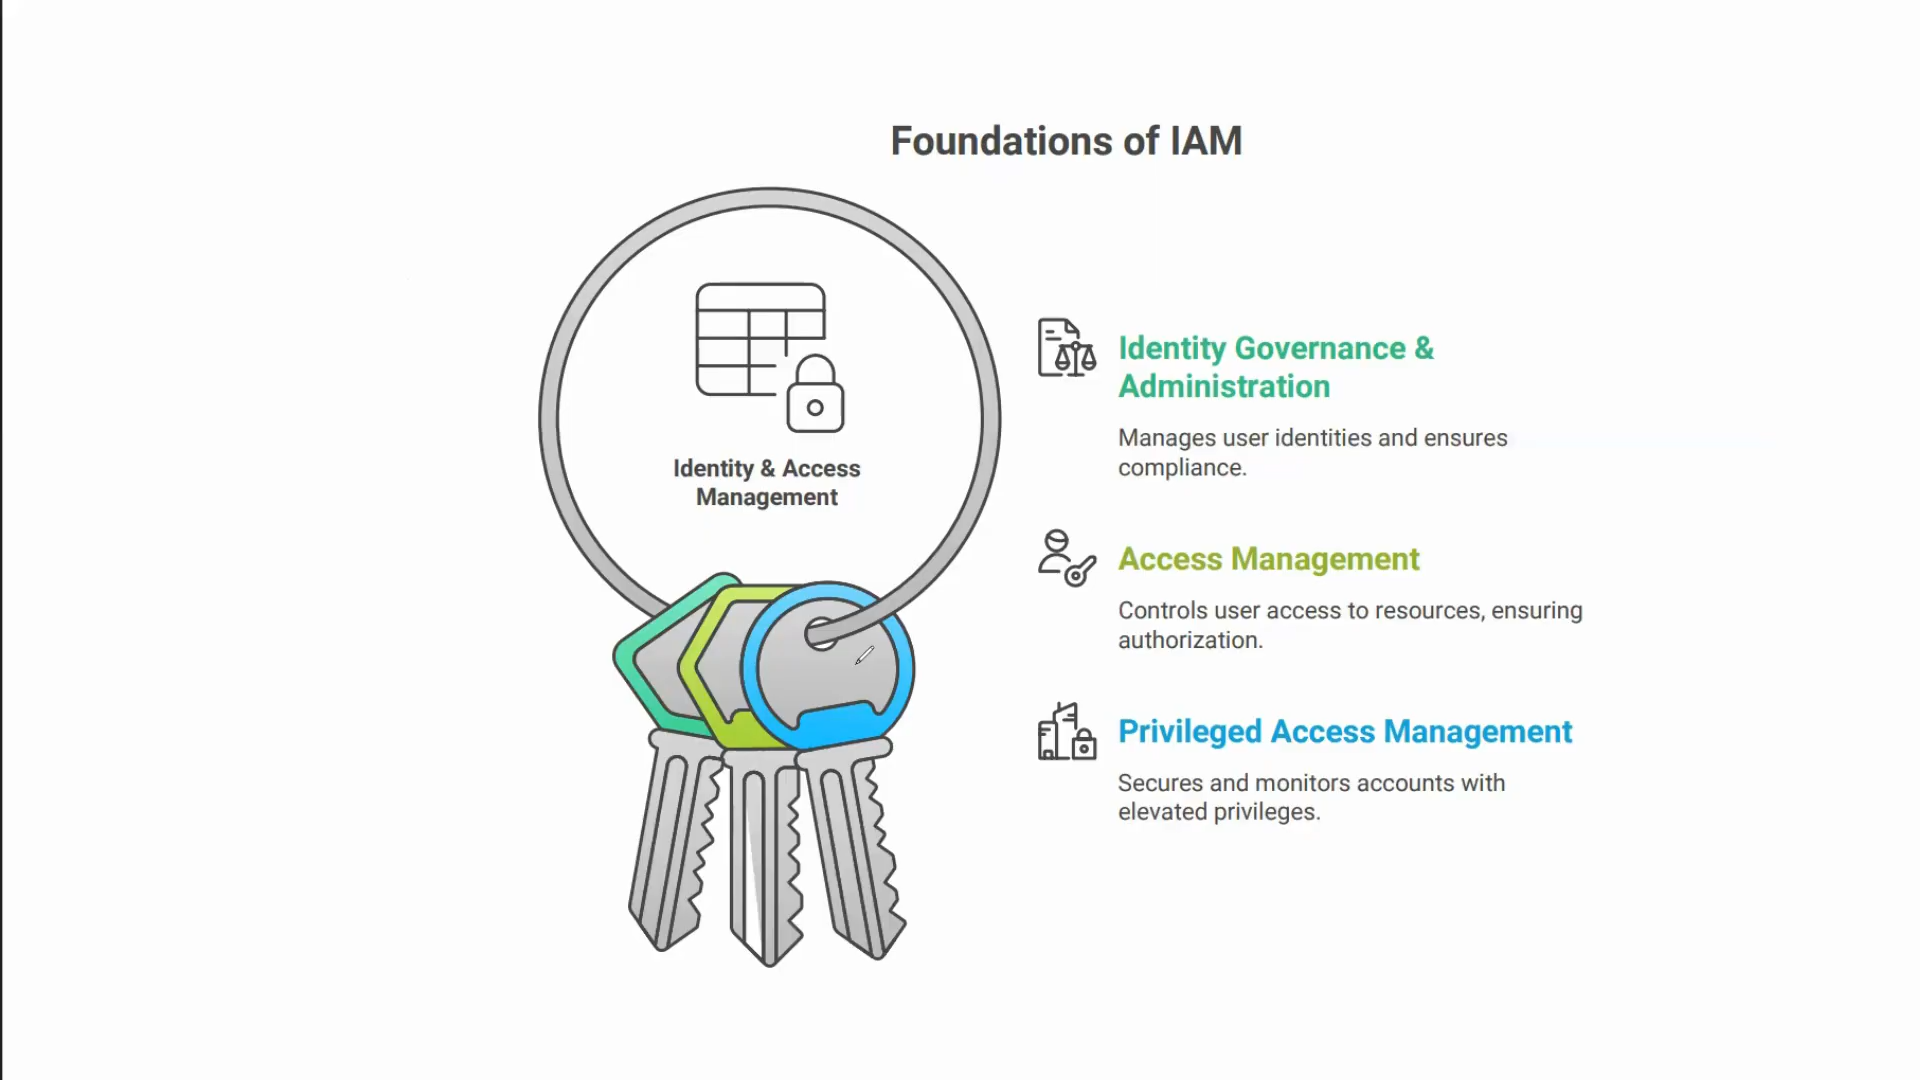 Foundations of IAM
Identity & Access
Management
Identity Governance &
Administration
Manages user identities and ensures
compliance.
Access Management
Controls user access to resources, ensuring
authorization.
Privileged Access Management
Secures and monitors accounts with
elevated privileges.